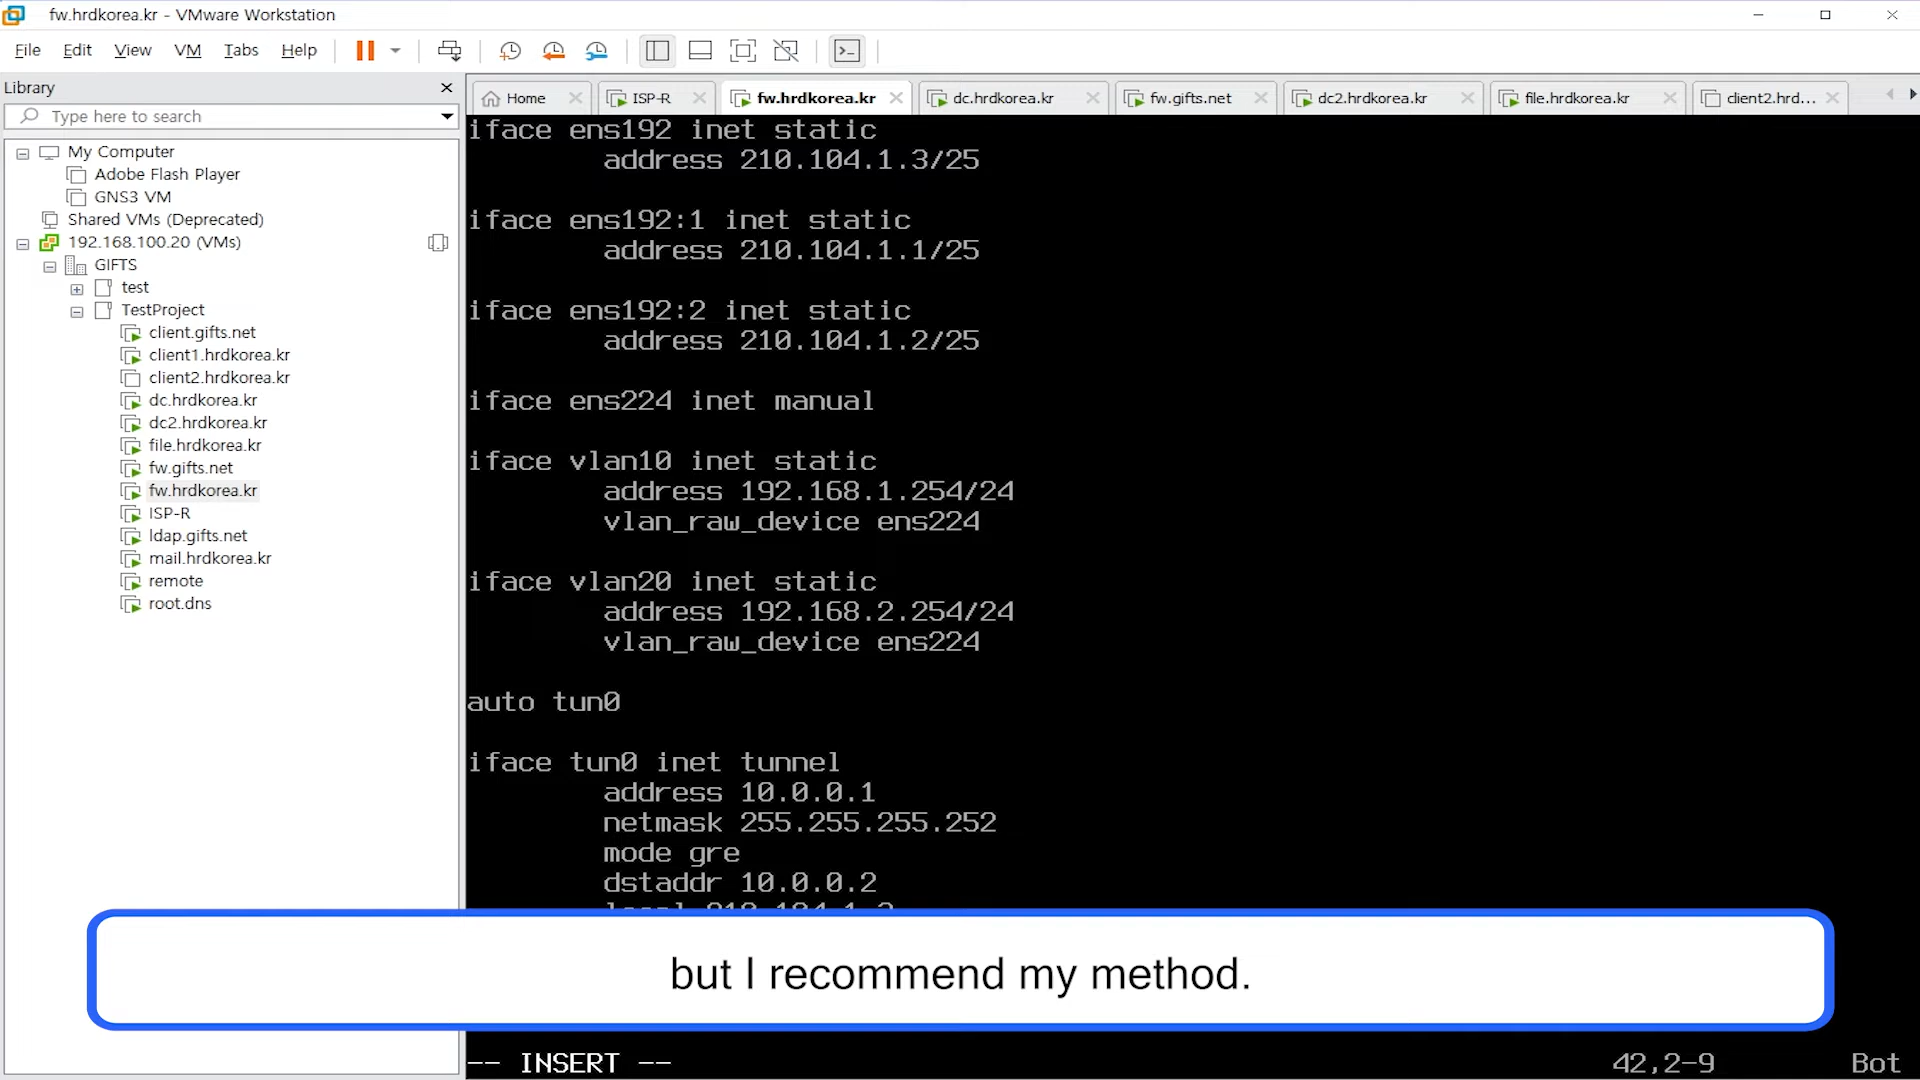 fw.hrdkorea.kr - VMware Workstation
File Edit View VM Tabs Help
Library
Type here to search
My Computer
Adobe Flash Player
GNS3 VM
Shared VMs (Deprecated)
192.168.100.20 (VMs)
GIFTS
test
TestProject
client.gifts.net
client1.hrdkorea.kr
client2.hrdkorea.kr
dc.hrdkorea.kr
dc2.hrdkorea.kr
file.hrdkorea.kr
fw.gifts.net
fw.hrdkorea.kr
ISP-R
ldap.gifts.net
mail.hrdkorea.kr
remote
root.dns
Home ISP-R fw.hrdkorea.kr dc.hrdkorea.kr fw.gifts.net dc2.hrdkorea.kr file.hrdkorea.kr client2.hrd...
iface ens192 inet static
address 210.104.1.3/25
iface ens192:1 inet static
address 210.104.1.1/25
iface ens192:2 inet static
address 210.104.1.2/25
iface ens224 inet manual
iface vlan10 inet static
address 192.168.1.254/24
vlan_raw_device ens224
iface vlan20 inet static
address 192.168.2.254/24
vlan_raw_device ens224
auto tun0
iface tun0 inet tunnel
address 10.0.0.1
netmask 255.255.255.252
mode gre
dstaddr 10.0.0.2
but I recommend my method.
-- INSERT -- 42,2-9 Bot